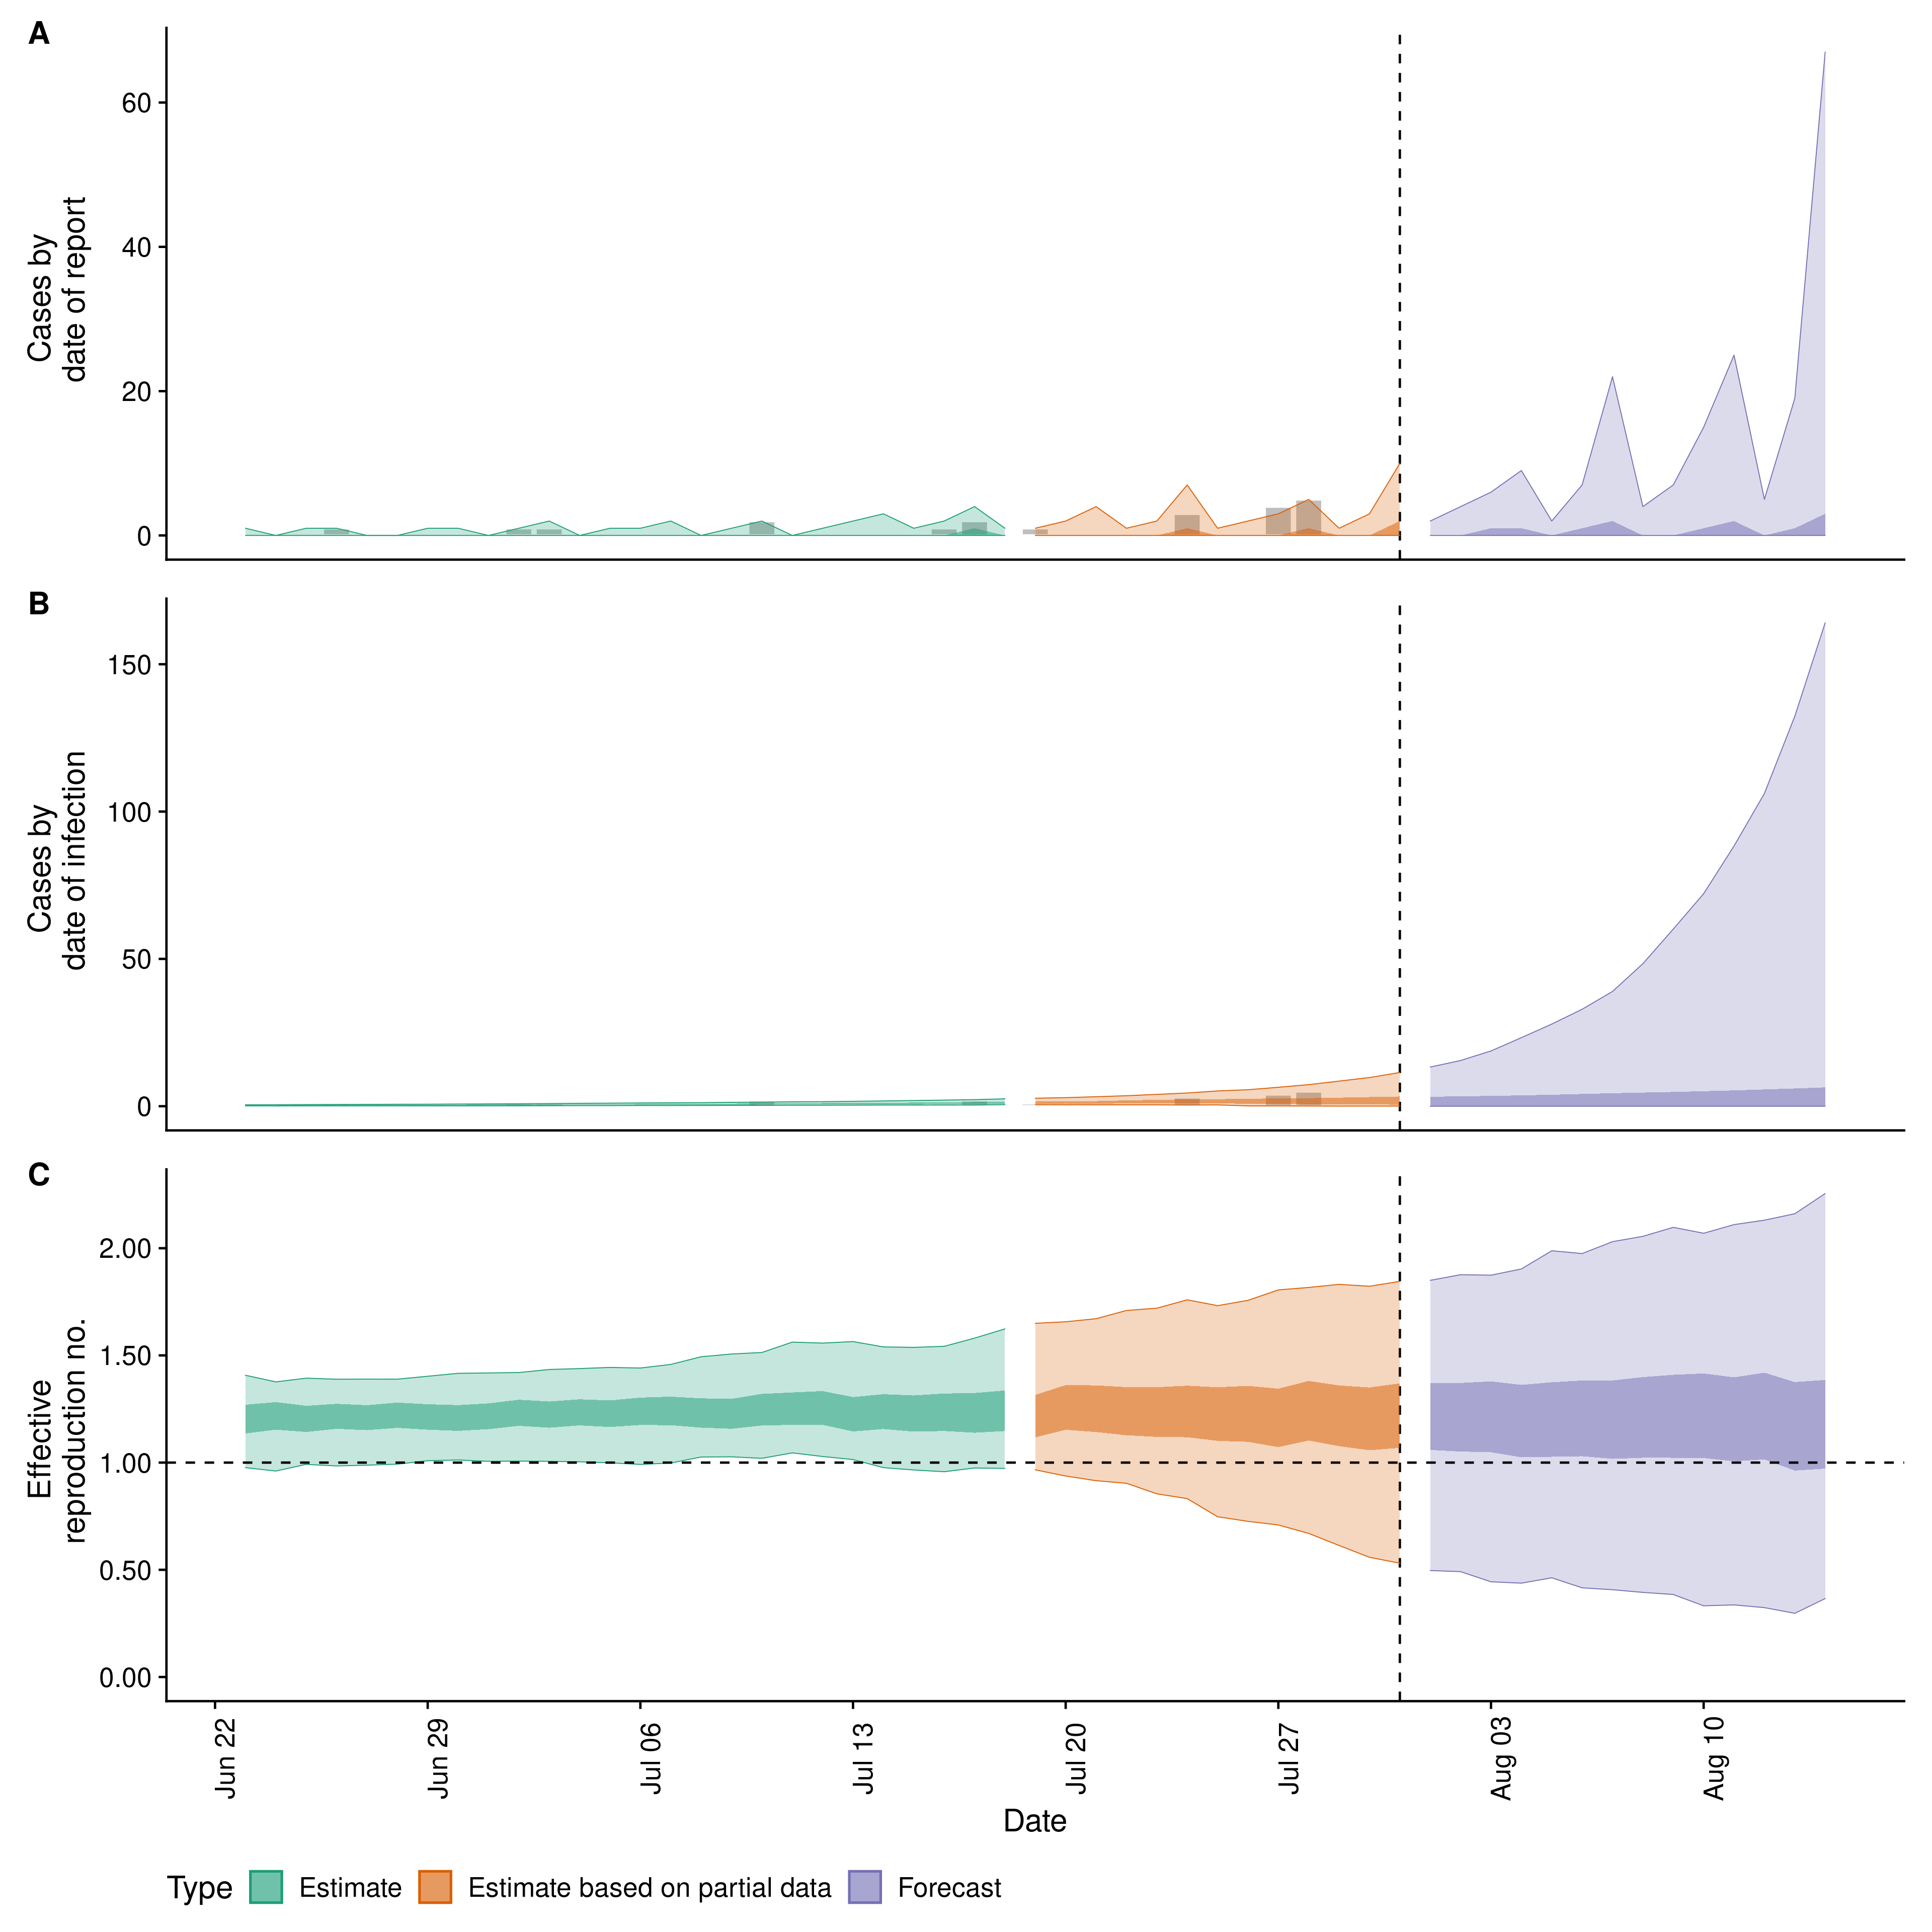 A
60
40
20
0
Cases by
date of report
B
150
100
50
0
Cases by
date of infection
C
2.00
1.50
1.00
0.50
0.00
Effective
reproduction no.
Jun 22
Jun 29
Jul 06
Jul 13
Jul 20
Jul 27
Aug 03
Aug 10
Date
Type Estimate Estimate based on partial data Forecast